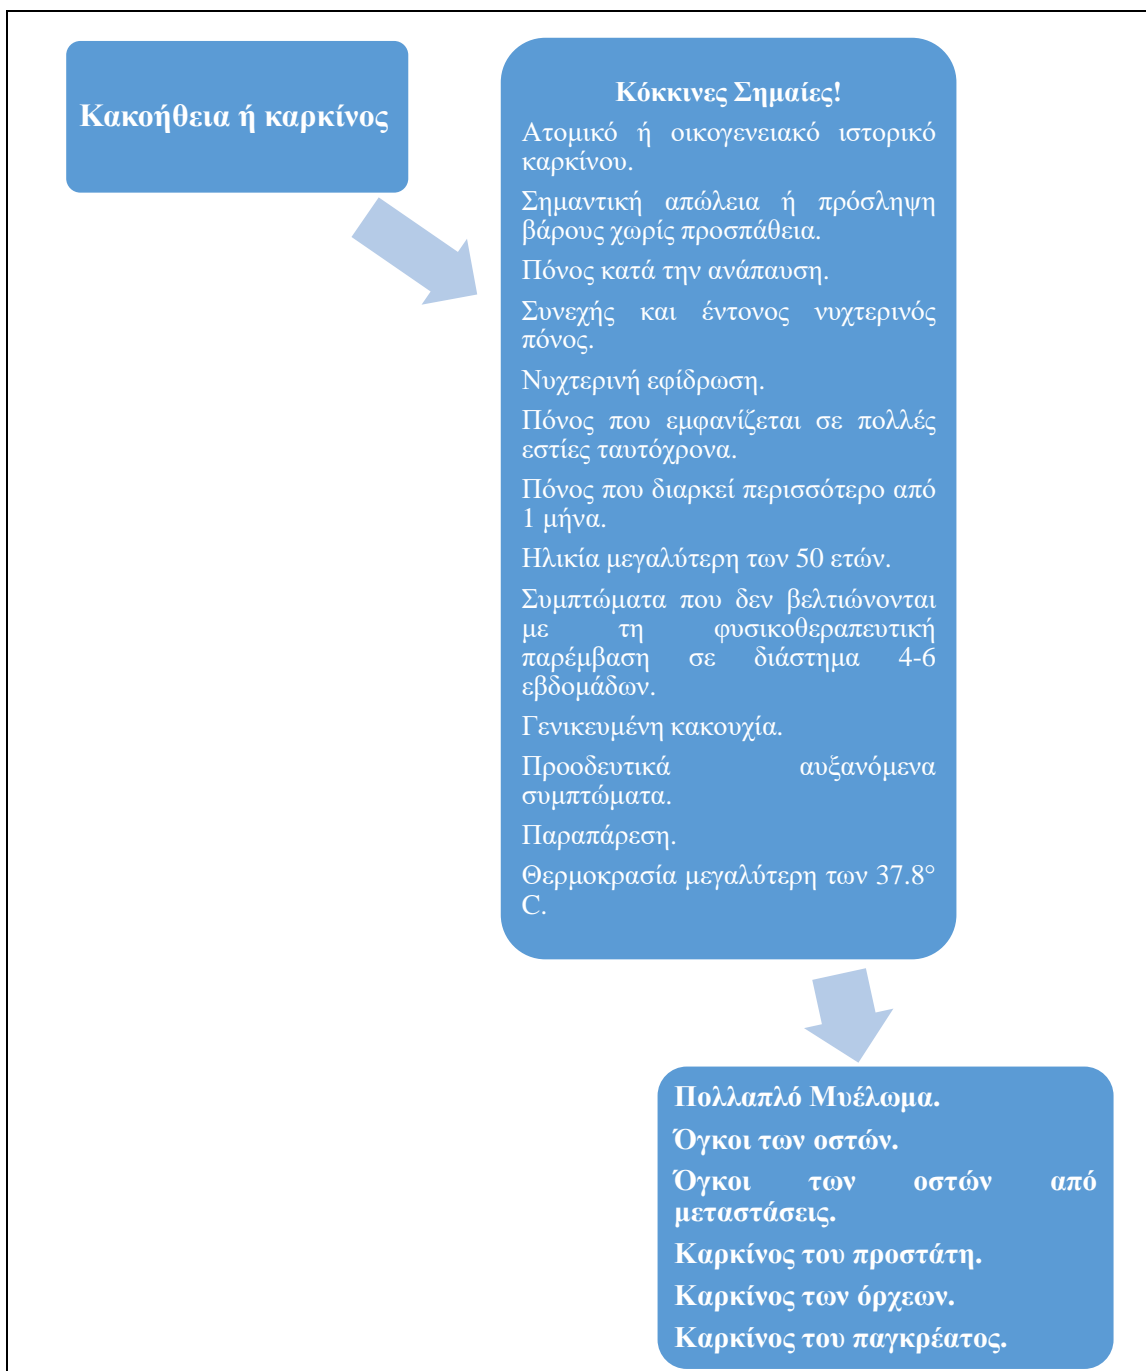 Κακοήθεια ή καρκίνος
Κόκκινες Σημαίες!
Ατομικό ή οικογενειακό ιστορικό
καρκίνου.
Σημαντική απώλεια ή πρόσληψη
βάρους χωρίς προσπάθεια.
Πόνος κατά την ανάπαυση.
Συνεχής και έντονος νυχτερινός
πόνος.
Νυχτερινή εφίδρωση.
Πόνος που εμφανίζεται σε πολλές
εστίες ταυτόχρονα.
Πόνος που διαρκεί περισσότερο από
1 μήνα.
Ηλικία μεγαλύτερη των 50 ετών.
Συμπτώματα που δεν βελτιώνονται
με τη φυσικοθεραπευτική
παρέμβαση σε διάστημα 4-6
εβδομάδων.
Γενικευμένη κακουχία.
Προοδευτικά αυξανόμενα
συμπτώματα.
Παραπάρεση.
Θερμοκρασία μεγαλύτερη των 37.8°
C.
Πολλαπλό Μυέλωμα.
Όγκοι των οστών.
Όγκοι των οστών από
μεταστάσεις.
Καρκίνος του προστάτη.
Καρκίνος των όρχεων.
Καρκίνος του παγκρέατος.